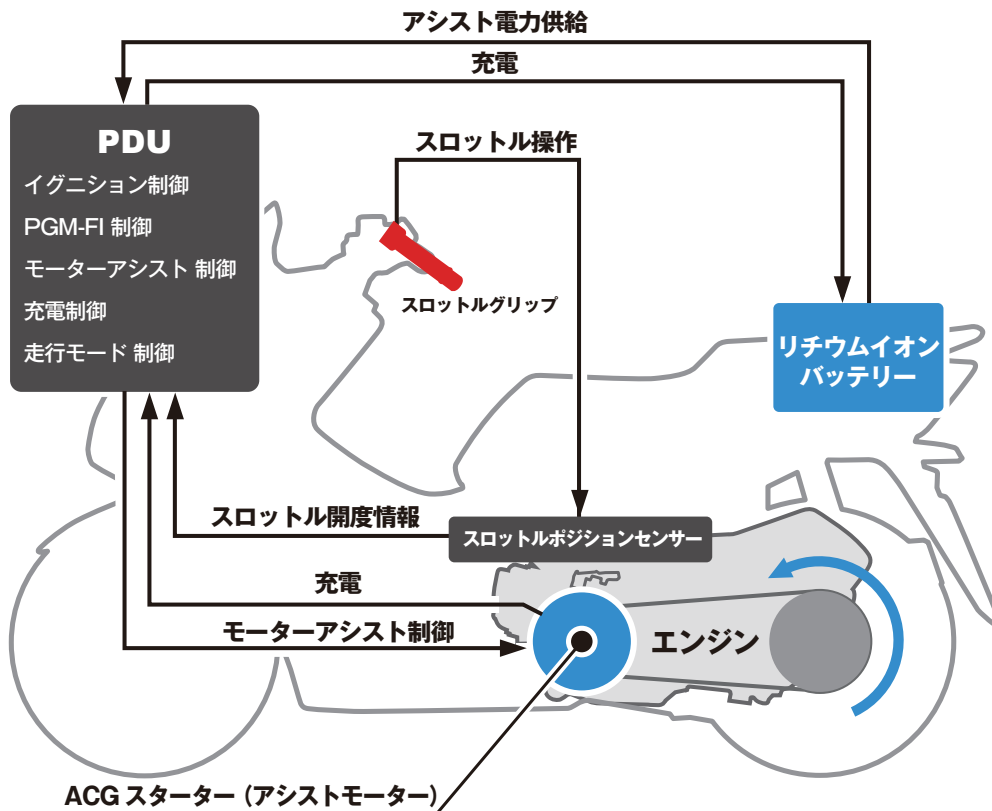 アシスト電力供給
充電
PDU
イグニション制御
PGM-FI 制御
モーターアシスト 制御
充電制御
走行モード 制御
スロットル操作
スロットルグリップ
リチウムイオン
バッテリー
スロットル開度情報
スロットルポジションセンサー
充電
モーターアシスト制御
エンジン
ACG スターター（アシストモーター）